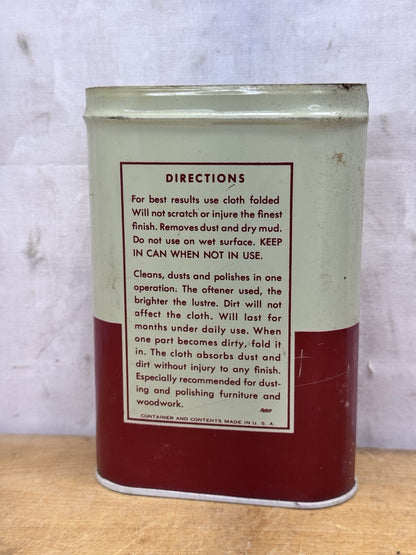 DIRECTIONS
For best results use cloth folded
Will not scratch or injure the finest
finish. Removes dust and dry mud.
Do not use on wet surface. KEEP
IN CAN WHEN NOT IN USE.
Cleans, dusts and polishes in one
operation. The oftener used, the
brighter the lustre. Dirt will not
affect the cloth. Will last for
months under daily use. When
one part becomes dirty, fold it
in. The cloth absorbs dust and
dirt without injury to any finish.
Especially recommended for dust-
ing and polishing furniture and
woodwork.
CONTAINER AND CONTENTS MADE IN U. S. A.